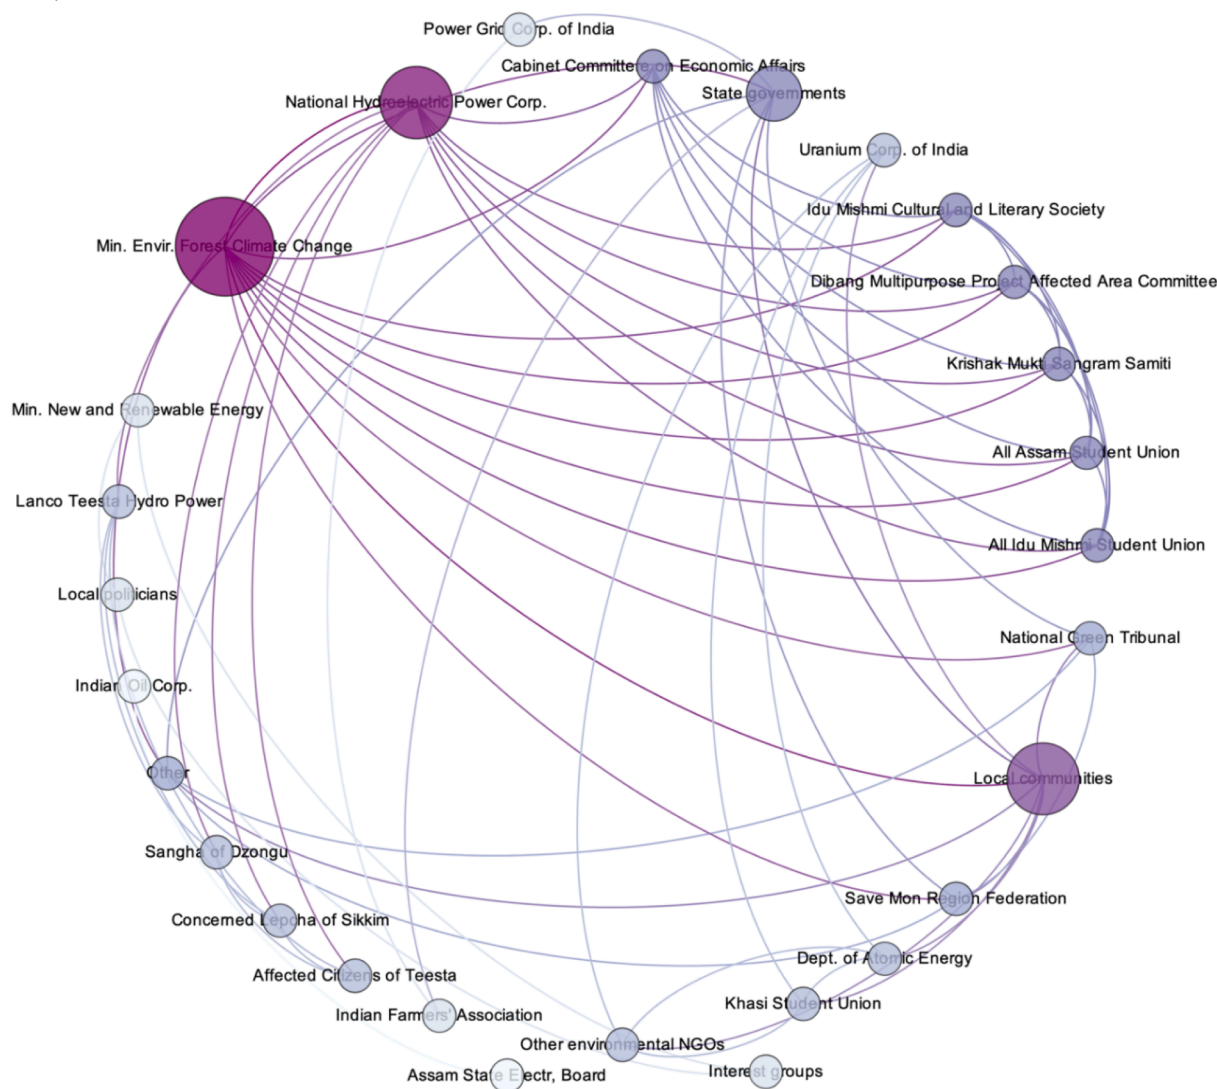 Power Grid Corp. of India
Cabinet Committere on Economic Affairs
State governments
National Hydroelectric Power Corp.
Uranium Corp. of India
Idu Mishmi Cultural and Literary Society
Min. Envir. Forest Climate Change
Dibang Multipurpose Project Affected Area Committee
Krishak Mukti Sangram Samiti
Min. New and Renewable Energy
All Assam Student Union
Lanco Teesta Hydro Power
All Idu Mishmi Student Union
Local politicians
National Green Tribunal
Indian Oil Corp.
Other
Local communities
Sangha of Dzongu
Save Mon Region Federation
Concerned Lepcha of Sikkim
Dept. of Atomic Energy
Affected Citizens of Teesta
Khasi Student Union
Indian Farmers' Association
Other environmental NGOs
Interest groups
Assam State Electr, Board